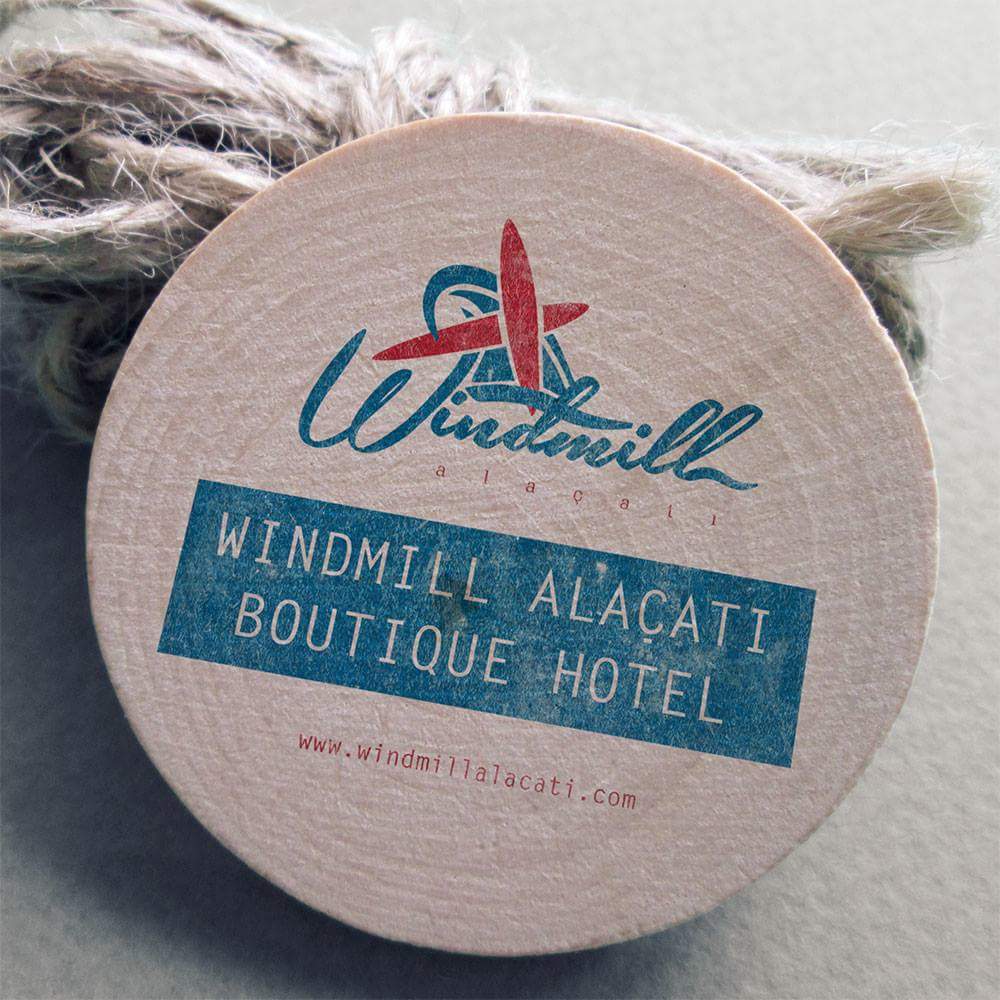 Windmill
alaçatı
WINDMILL ALAÇATI
BOUTIQUE HOTEL
www.windmillalacati.com